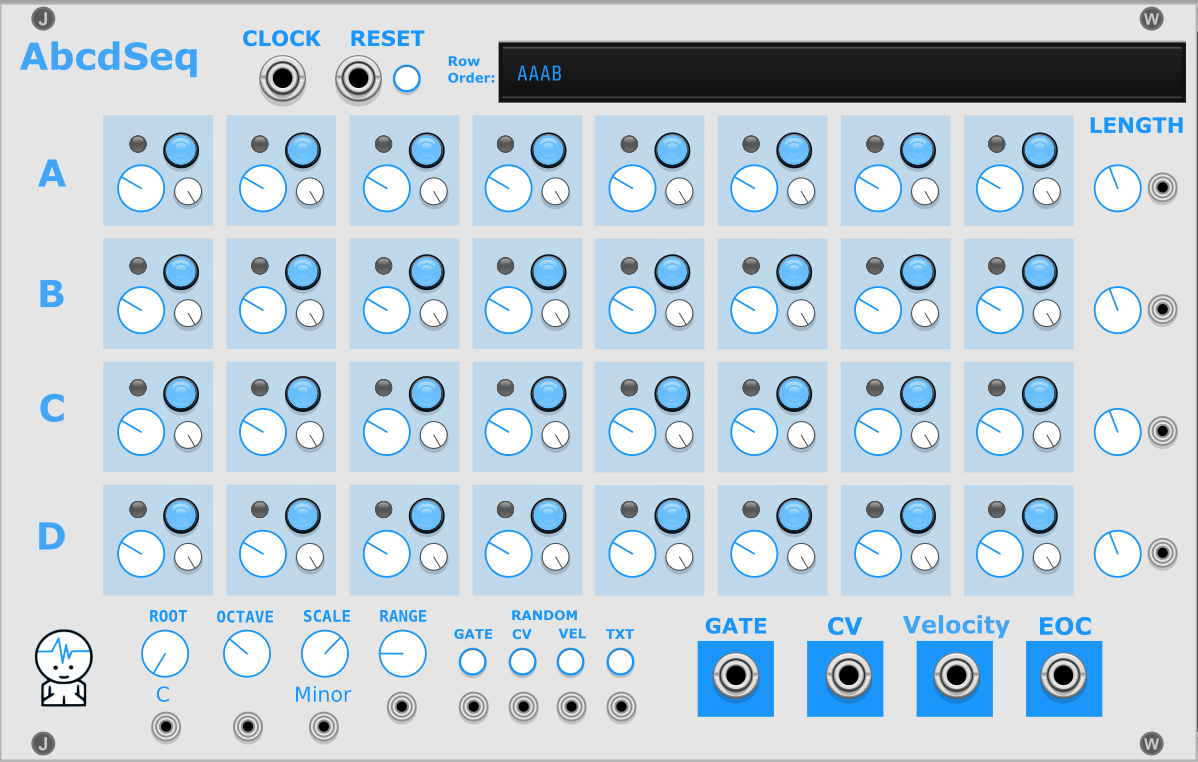 J
W
AbcdSeq
CLOCK
RESET
Row
Order:
AAAB
LENGTH
A
B
C
D
ROOT
OCTAVE
SCALE
RANGE
RANDOM
GATE
CV
VEL
TXT
C
Minor
GATE
CV
Velocity
EOC
J
W